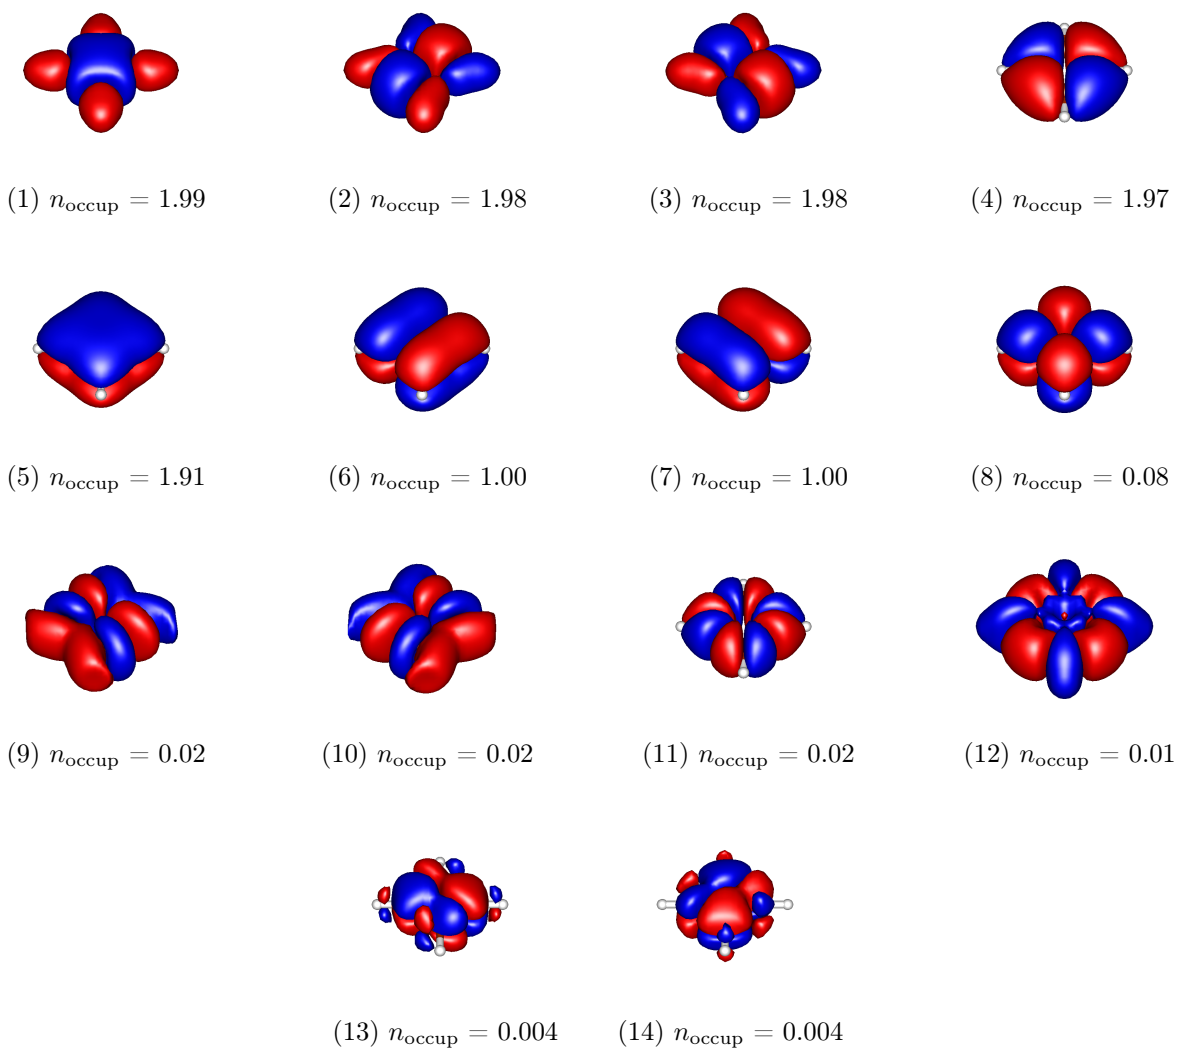 (1) n_occup = 1.99 (2) n_occup = 1.98 (3) n_occup = 1.98 (4) n_occup = 1.97
(5) n_occup = 1.91 (6) n_occup = 1.00 (7) n_occup = 1.00 (8) n_occup = 0.08
(9) n_occup = 0.02 (10) n_occup = 0.02 (11) n_occup = 0.02 (12) n_occup = 0.01
(13) n_occup = 0.004 (14) n_occup = 0.004